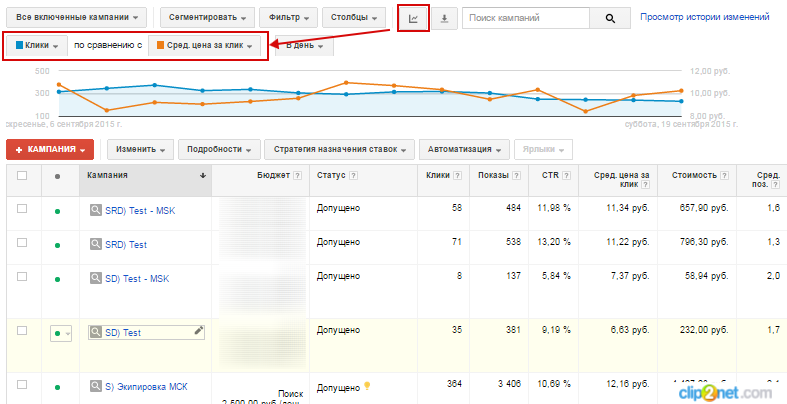 Все включенные кампании Сегментировать Фильтр Столбцы Поиск кампаний Просмотр истории изменений
Клики по сравнению с Сред. цена за клик В день
500 12,00 руб.
300 10,00 руб.
100 8,00 руб.
скресенье, 6 сентября 2015 г. суббота, 19 сентября 2015 г.
+ КАМПАНИЯ Изменить Подробности Стратегия назначения ставок Автоматизация Ярлыки
Кампания Бюджет ? Статус ? Клики ? Показы ? CTR ? Сред. цена за клик ? Стоимость ? Сред. поз. ?
SRD) Test - MSK Допущено 58 484 11,98 % 11,34 руб. 657,90 руб. 1,6
SRD) Test Допущено 71 538 13,20 % 11,22 руб. 796,30 руб. 1,3
SD) Test - MSK Допущено 8 137 5,84 % 7,37 руб. 58,94 руб. 2,0
SD) Test Допущено 35 381 9,19 % 6,63 руб. 232,00 руб. 1,7
S) Экипировка МСК Поиск Допущено 364 3 406 10,69 % 12,16 руб.
clip2net.com